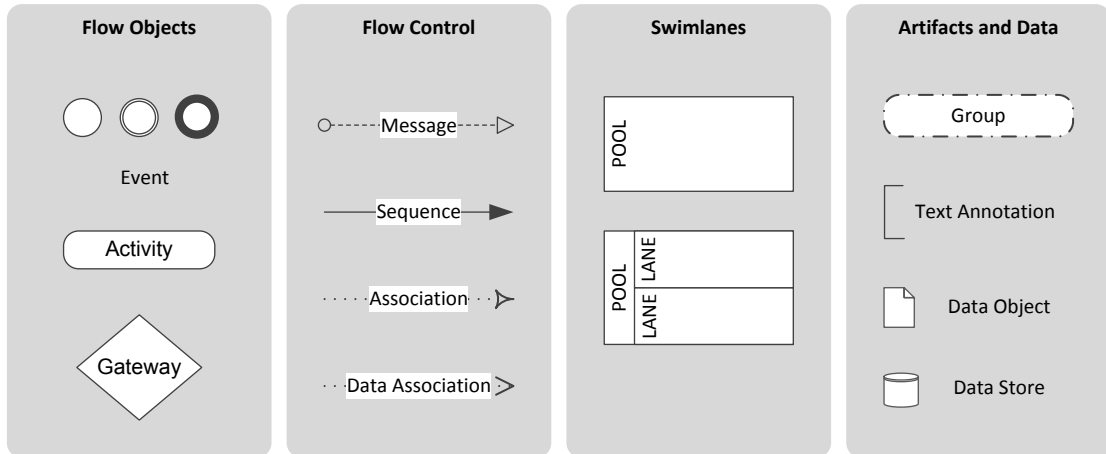 Flow Objects
Event
Activity
Gateway
Flow Control
Message
Sequence
Association
Data Association
Swimlanes
POOL
POOL
LANE
LANE
Artifacts and Data
Group
Text Annotation
Data Object
Data Store